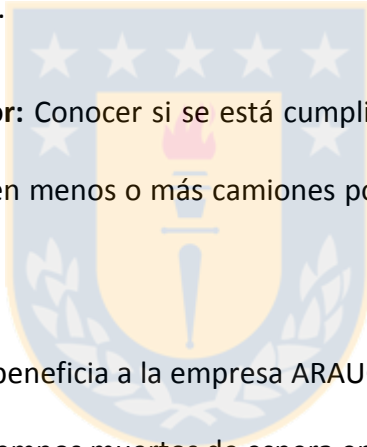 or: Conocer si se está cumpli
en menos o más camiones po
beneficia a la empresa ARAU
empos muertos de espera en